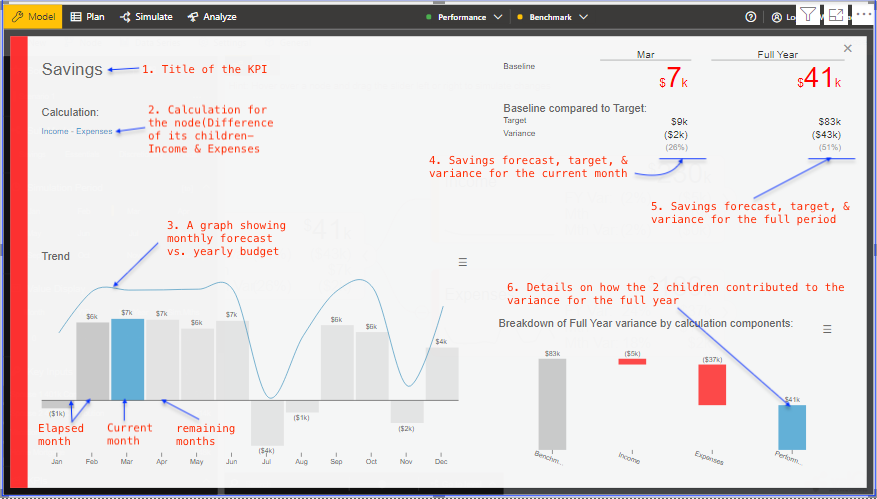 Model Plan Simulate Analyze Performance Benchmark Lo
Savings
1. Title of the KPI
Mar Full Year
Baseline $7k $41k
Calculation:
Income - Expenses
2. Calculation for
the node(Difference
of its children-
Income & Expenses
Baseline compared to Target:
Target $9k $83k
Variance ($2k) ($43k)
(26%) (51%)
4. Savings forecast, target, &
variance for the current month
5. Savings forecast, target, &
variance for the full period
3. A graph showing
monthly forecast
vs. yearly budget
Trend
6. Details on how the 2 children contributed to the
variance for the full year
Breakdown of Full Year variance by calculation components:
($1k) $6k $7k $7k $6k $7k ($4k) ($1k) $6k $6k ($2k) $4k
Elapsed
month
Current
month
remaining
months
Jan Feb Mar Apr May Jun Jul Aug Sep Oct Nov Dec
$83k ($5k) ($37k) $41k
Benchm... Income Expenses Perform...